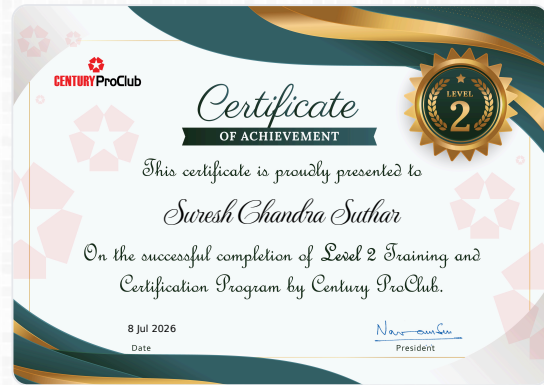 CENTURY ProClub
Certificate
OF ACHIEVEMENT
LEVEL
2
This certificate is proudly presented to
Suresh Chandra Suthar
On the successful completion of Level 2 Training and
Certification Program by Century ProClub.
8 Jul 2026
Date
President